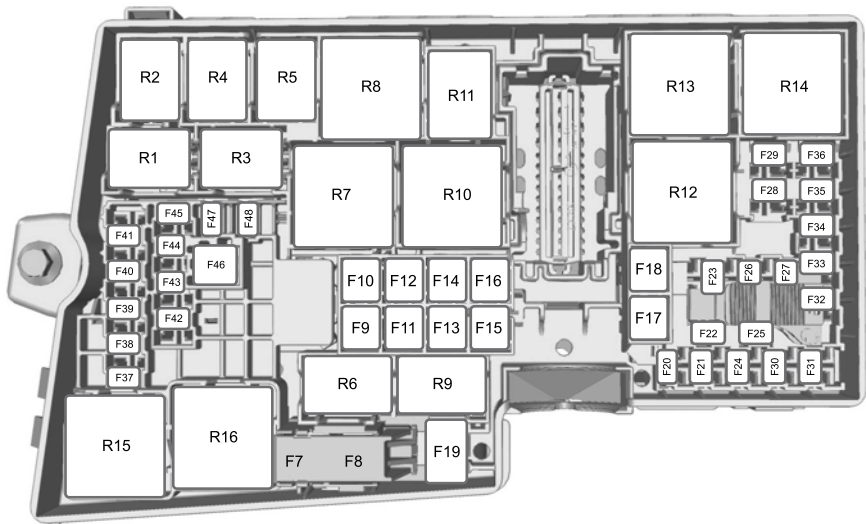 R2 R4 R5 R8 R11 R13 R14
R1 R3 R7 R10 R12 F29 F36
F28 F35
F45 F47 F48 F34
F41 F44 F46 F33
F40 F43 F10 F12 F14 F16 F18 F23 F26 F27
F39 F42 F9 F11 F13 F15 F17 F22 F25 F32
F38
F37 R6 R9 F20 F21 F24 F30 F31
R15 R16 F7 F8 F19